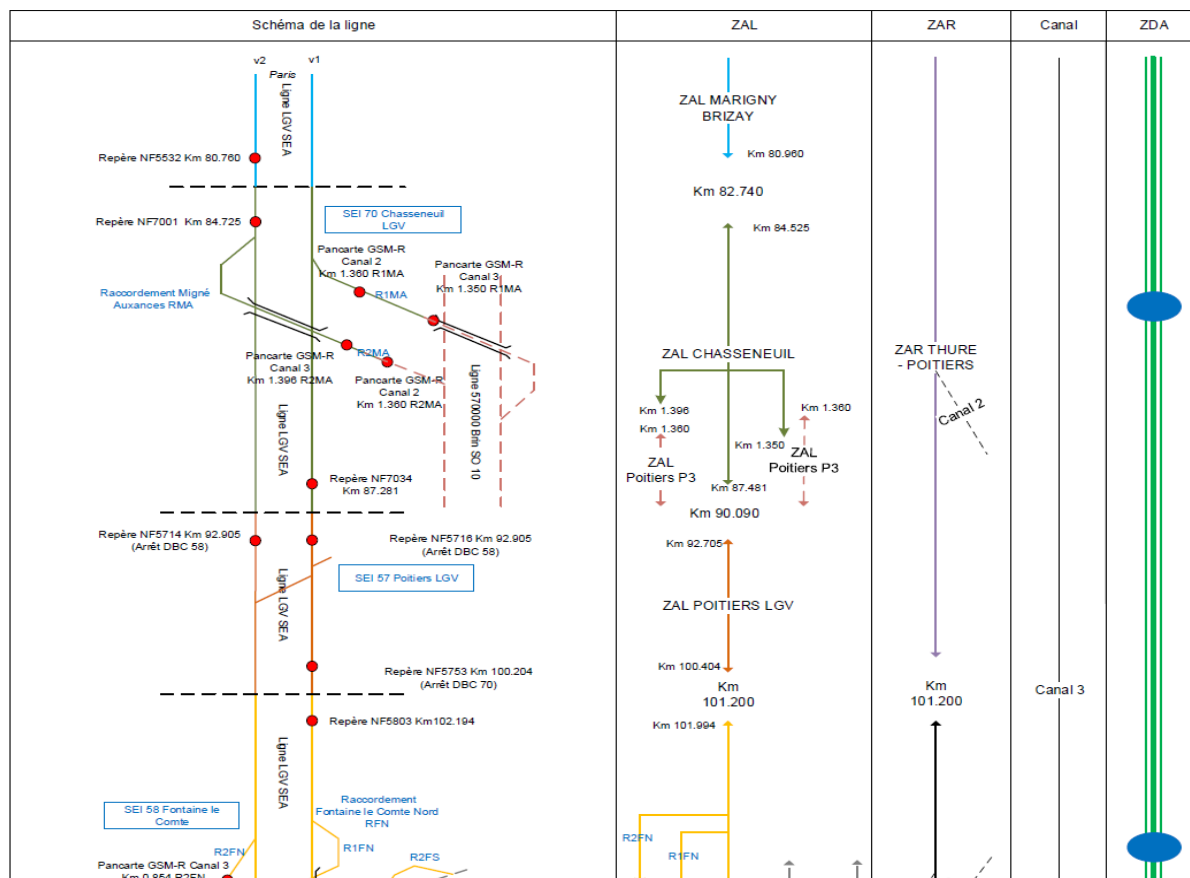 Schéma de la ligne
ZAL
ZAR
Canal
ZDA
v2
v1
Paris
Ligne LGV SEA
Repère NF5532 Km 80.760
Repère NF7001 Km 84.725
SEI 70 Chasseneuil
LGV
Pancarte GSM-R
Canal 2
Km 1.360 R1MA
Pancarte GSM-R
Canal 3
Km 1.350 R1MA
R1MA
Raccordement Migné
Auxances RMA
R2MA
Pancarte GSM-R
Canal 3
Km 1.396 R2MA
Pancarte GSM-R
Canal 2
Km 1.360 R2MA
Ligne 570000 Brin SO 10
Ligne LGV SEA
Repère NF7034
Km 87.281
Repère NF5714 Km 92.905
(Arrêt DBC 58)
Repère NF5716 Km 92.905
(Arrêt DBC 58)
SEI 57 Poitiers LGV
Ligne LGV SEA
Repère NF5753 Km 100.204
(Arrêt DBC 70)
Repère NF5803 Km102.194
Ligne LGV SEA
SEI 58 Fontaine le
Comte
Raccordement
Fontaine le Comte Nord
RFN
R2FN
R1FN
R2FS
Pancarte GSM-R Canal 3
Km 0.854 R2FN
ZAL MARIGNY
BRIZAY
Km 80.960
Km 82.740
Km 84.525
ZAL CHASSENEUIL
Km 1.396
Km 1.360
Km 1.360
Km 1.350
ZAL
Poitiers P3
ZAL
Poitiers P3
Km 87.481
Km 90.090
Km 92.705
ZAL POITIERS LGV
Km 100.404
Km
101.200
Km 101.994
R2FN
R1FN
ZAR THURE
- POITIERS
Canal 2
Km
101.200
Canal 3